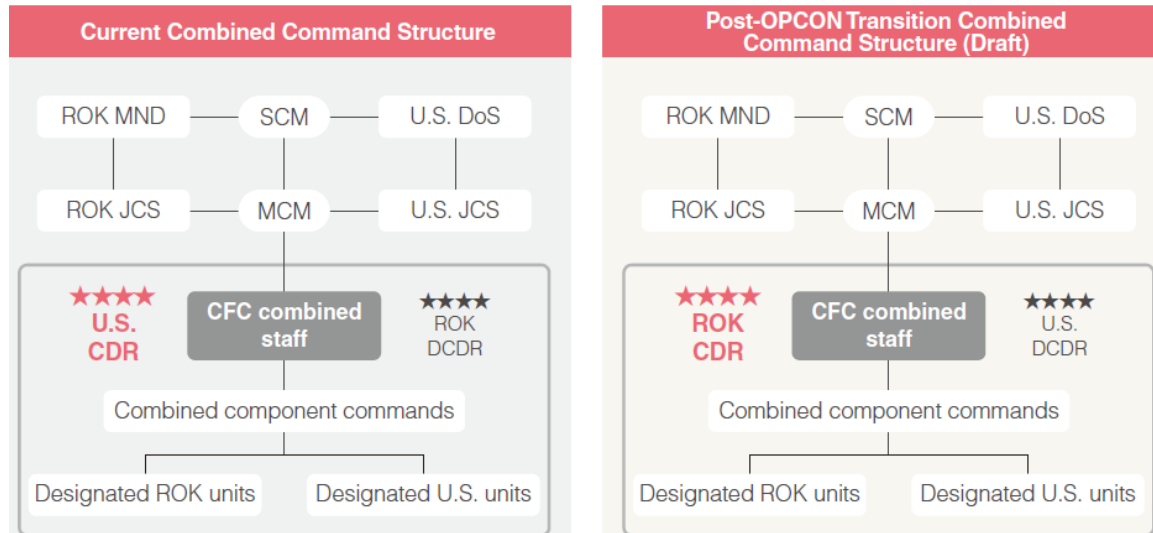 Current Combined Command Structure
ROK MND
SCM
U.S. DoS
ROK JCS
MCM
U.S. JCS
★★★★
U.S.
CDR
CFC combined
staff
★★★★
ROK
DCDR
Combined component commands
Designated ROK units
Designated U.S. units
Post-OPCON Transition Combined
Command Structure (Draft)
ROK MND
SCM
U.S. DoS
ROK JCS
MCM
U.S. JCS
★★★★
ROK
CDR
CFC combined
staff
★★★★
U.S.
DCDR
Combined component commands
Designated ROK units
Designated U.S. units